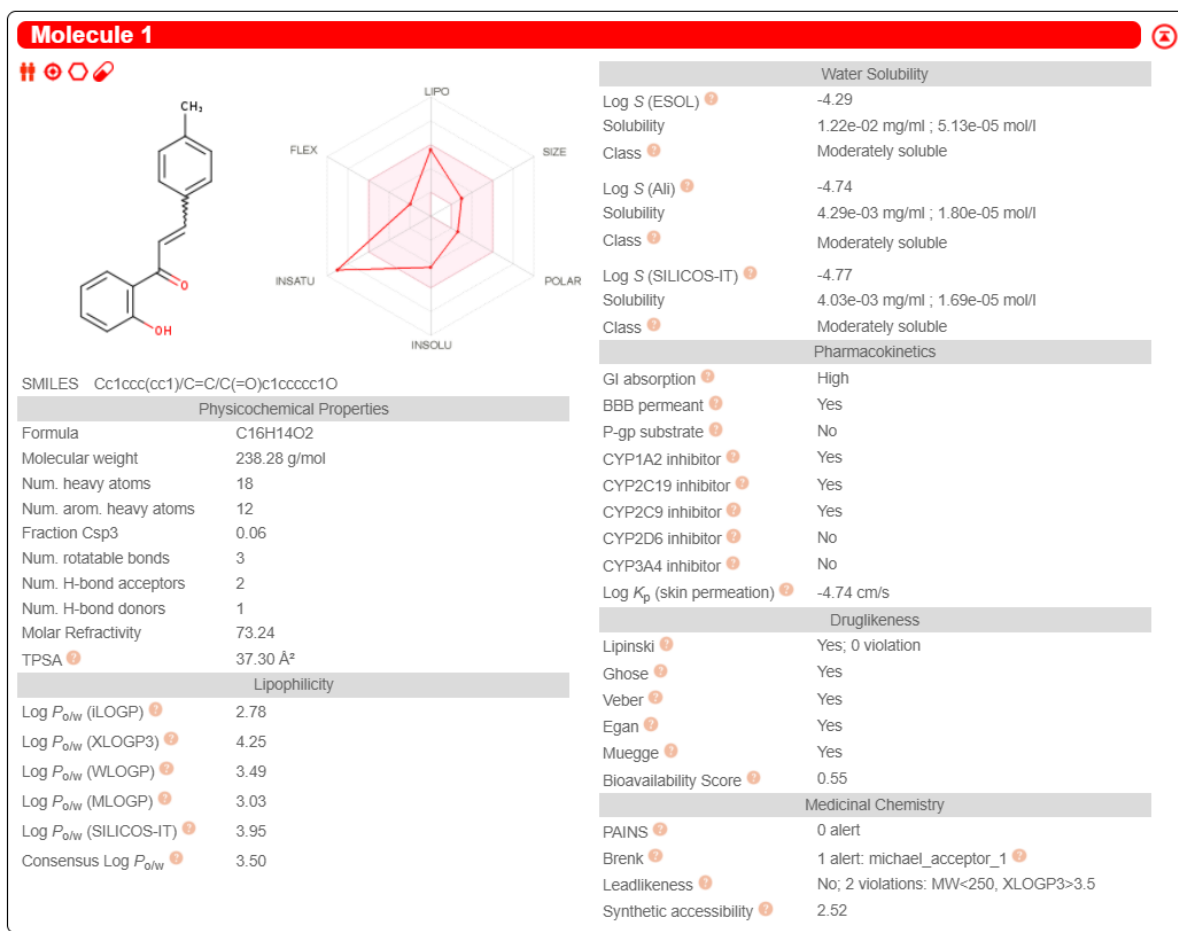 Molecule 1
CH₃
OH
O
LIPO
SIZE
POLAR
INSOLU
INSATU
FLEX
SMILES Cc1ccc(cc1)/C=C/C(=O)c1ccccc1O
Physicochemical Properties
Formula C16H14O2
Molecular weight 238.28 g/mol
Num. heavy atoms 18
Num. arom. heavy atoms 12
Fraction Csp3 0.06
Num. rotatable bonds 3
Num. H-bond acceptors 2
Num. H-bond donors 1
Molar Refractivity 73.24
TPSA ? 37.30 Å²
Lipophilicity
Log Po/w (iLOGP) ? 2.78
Log Po/w (XLOGP3) ? 4.25
Log Po/w (WLOGP) ? 3.49
Log Po/w (MLOGP) ? 3.03
Log Po/w (SILICOS-IT) ? 3.95
Consensus Log Po/w ? 3.50
Water Solubility
Log S (ESOL) ? -4.29
Solubility 1.22e-02 mg/ml ; 5.13e-05 mol/l
Class ? Moderately soluble
Log S (Ali) ? -4.74
Solubility 4.29e-03 mg/ml ; 1.80e-05 mol/l
Class ? Moderately soluble
Log S (SILICOS-IT) ? -4.77
Solubility 4.03e-03 mg/ml ; 1.69e-05 mol/l
Class ? Moderately soluble
Pharmacokinetics
GI absorption ? High
BBB permeant ? Yes
P-gp substrate ? No
CYP1A2 inhibitor ? Yes
CYP2C19 inhibitor ? Yes
CYP2C9 inhibitor ? Yes
CYP2D6 inhibitor ? No
CYP3A4 inhibitor ? No
Log Kp (skin permeation) ? -4.74 cm/s
Druglikeness
Lipinski ? Yes; 0 violation
Ghose ? Yes
Veber ? Yes
Egan ? Yes
Muegge ? Yes
Bioavailability Score ? 0.55
Medicinal Chemistry
PAINS ? 0 alert
Brenk ? 1 alert: michael_acceptor_1 ?
Leadlikeness ? No; 2 violations: MW<250, XLOGP3>3.5
Synthetic accessibility ? 2.52